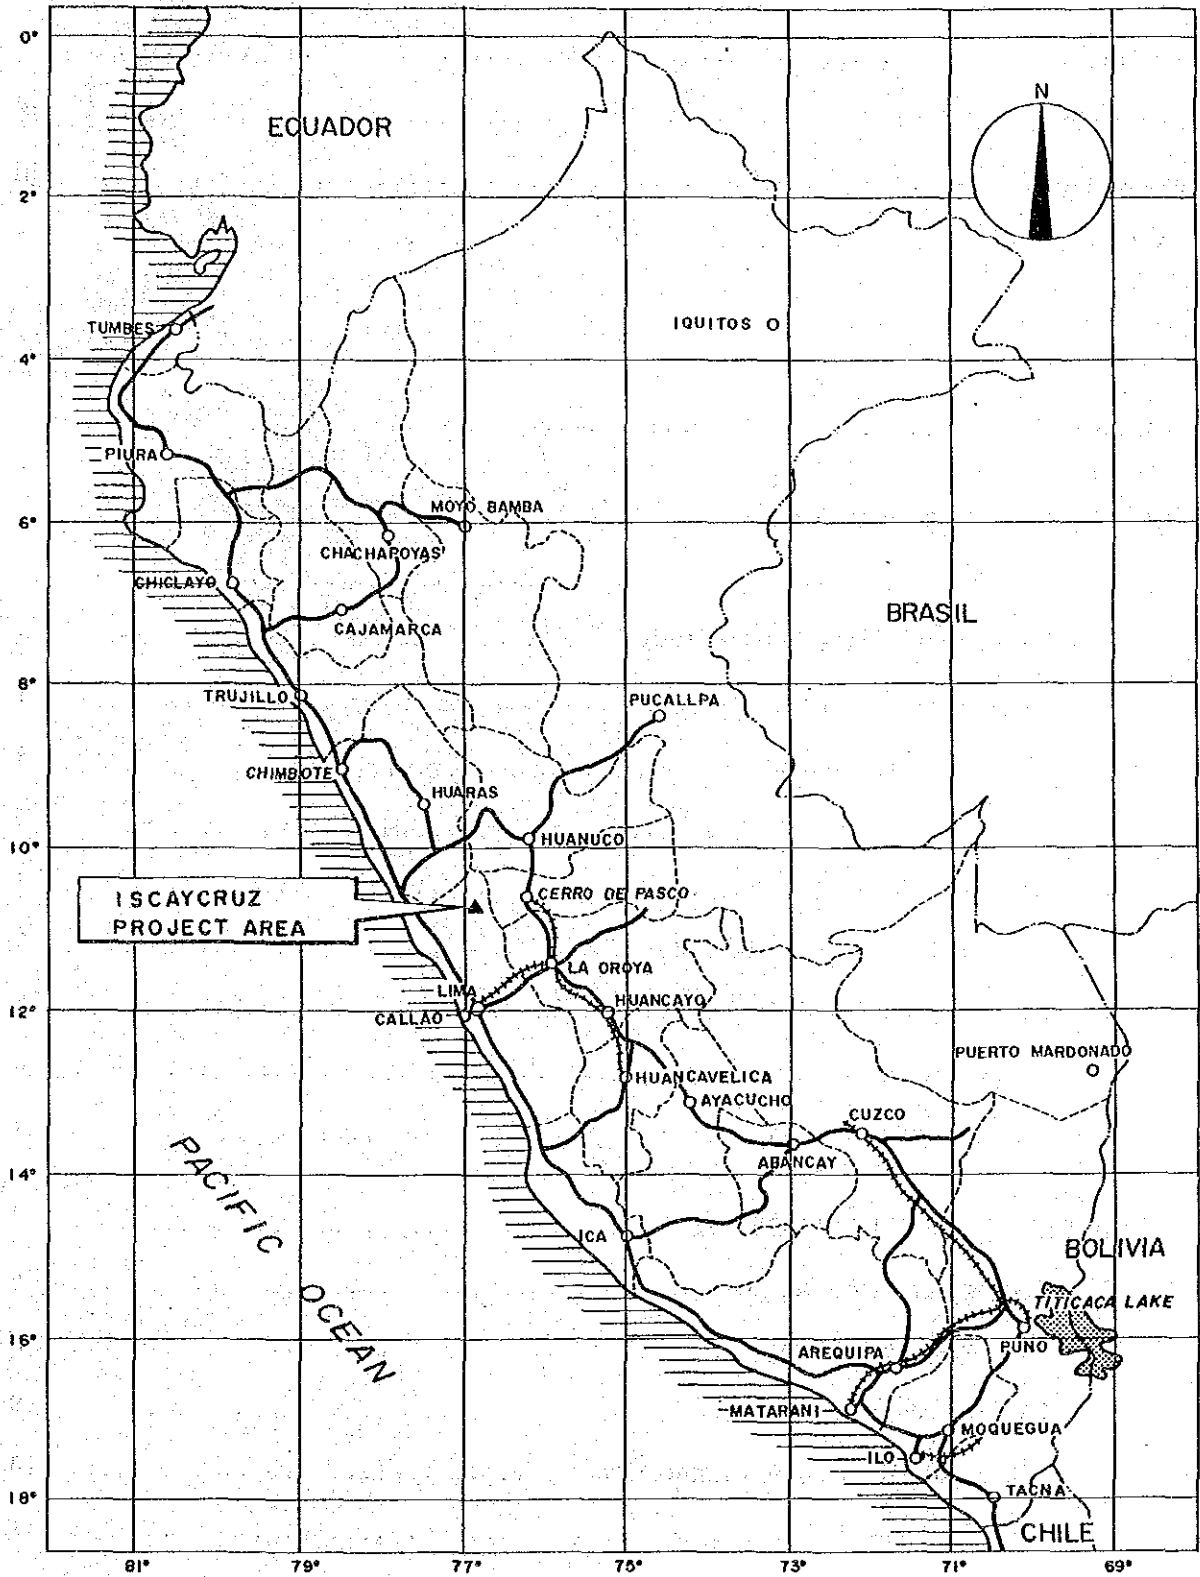 0°
ECUADOR
N
2°
TUMBES
IQUITOS
4°
PIURA
MOYO BAMBA
6°
CHACHAPOYAS
CHICLAYO
CAJAMARCA
BRASIL
8°
TRUJILLO
PUCALLPA
CHIMBOTE
HUARAS
HUANUCO
10°
ISCAYCRUZ
PROJECT AREA
CERRO DE PASCO
LA OROYA
LIMA
HUANCAYO
CALLAO
12°
PUERTO MARDONADO
HUANCAVELICA
AYACUCHO
CUZCO
ABANCAY
14°
PACIFIC OCEAN
ICA
BOLIVIA
TITICACA LAKE
16°
AREQUIPA
PUNO
MATARANI
MOQUEGUA
ILO
TACNA
18°
CHILE
81° 79° 77° 75° 73° 71° 69°